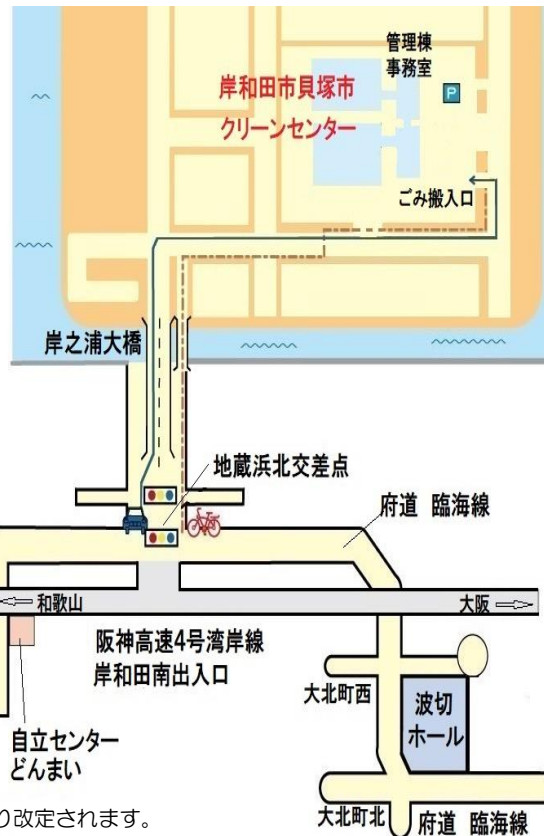 管理棟
事務室
岸和田市貝塚市
クリーンセンター
P
ごみ搬入口
岸之浦大橋
地蔵浜北交差点
府道 臨海線
和歌山
大阪
阪神高速4号湾岸線
岸和田南出入口
大北町西
波切
ホール
自立センター
どんまい
大北町北
府道 臨海線
り改定されます。